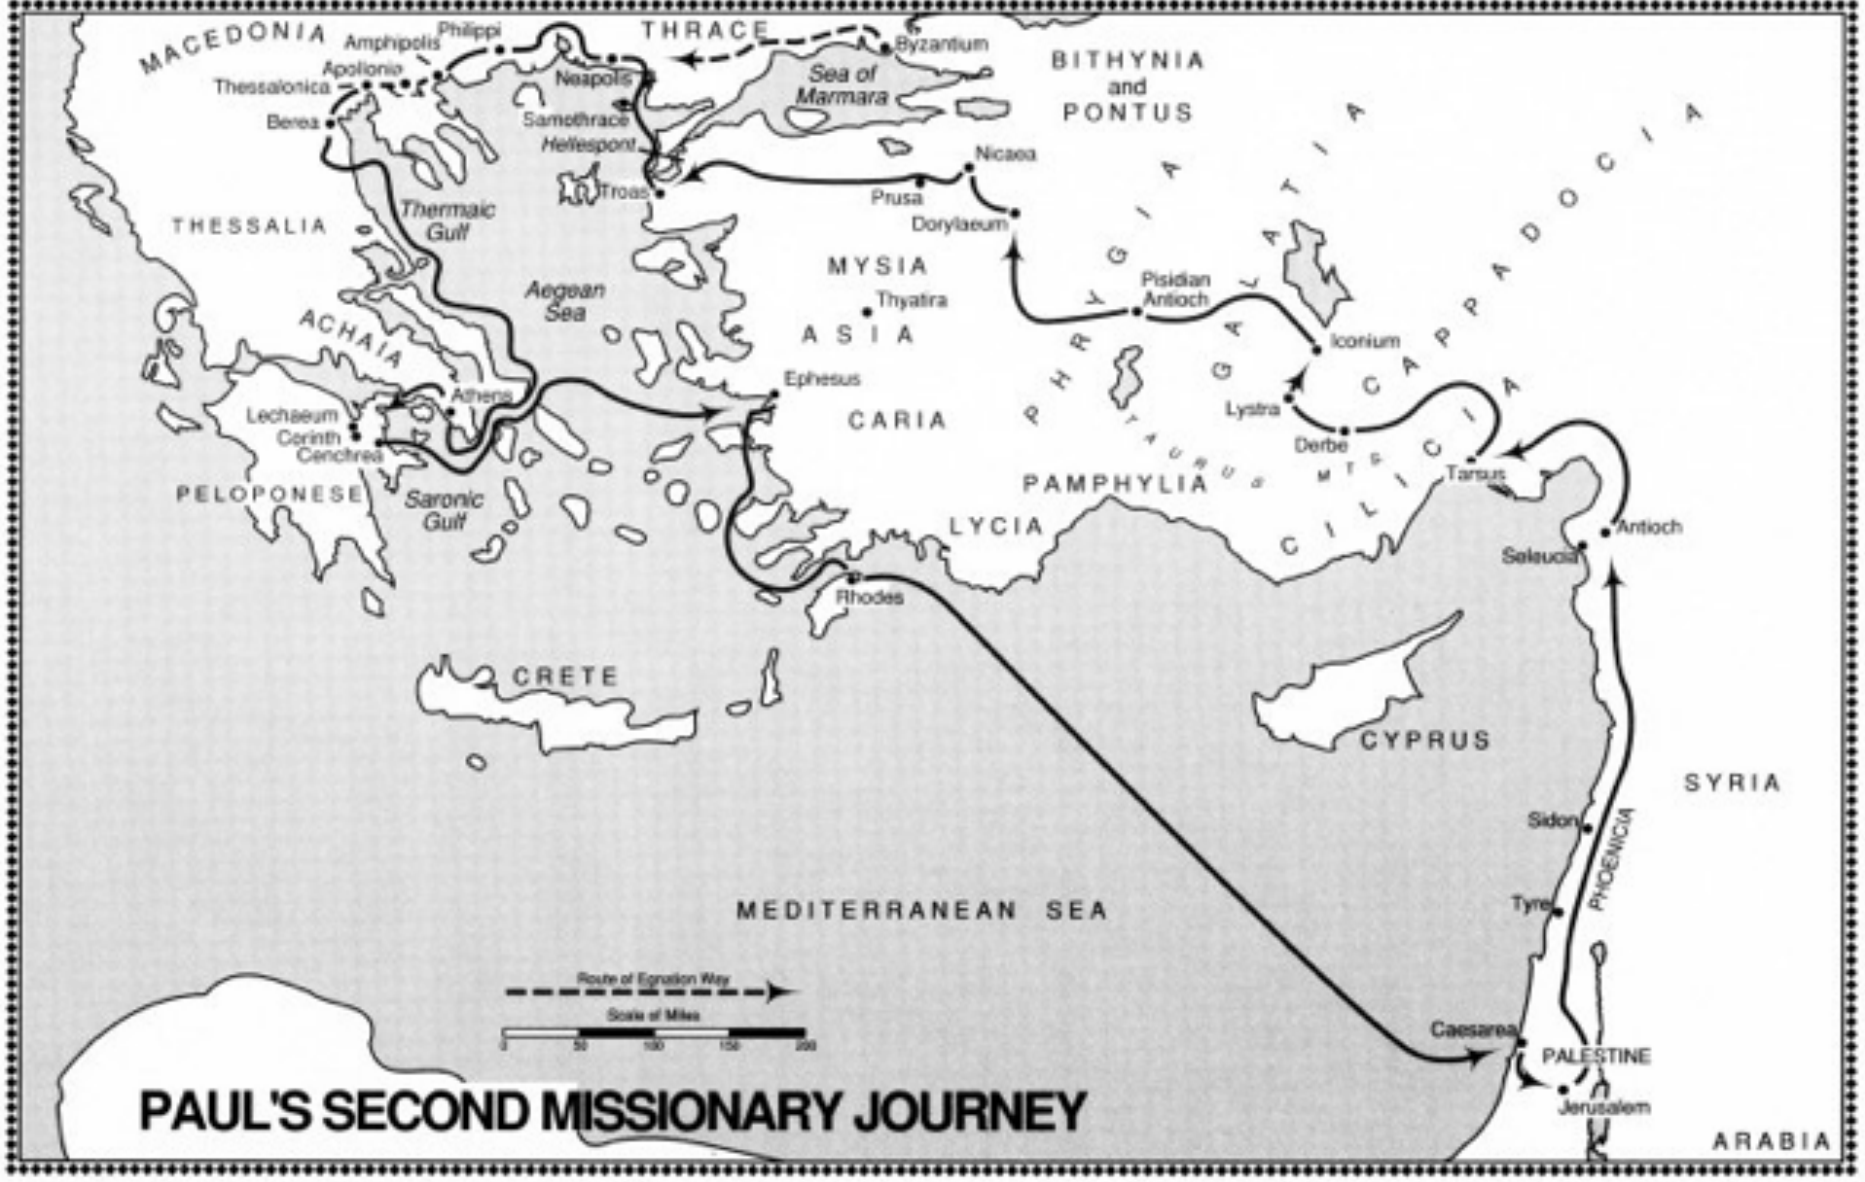 MACEDONIA
Philippi
Amphipolis
THRACE
Byzantium
Apollonia
Thessalonica
Neapolis
Sea of
Marmara
BITHYNIA
and
PONTUS
Berea
Samothrace
Hellespont
Nicaea
Troas
Prusa
Dorylaeum
PHRYGIA
GALATIA
CAPPADOCIA
THESSALIA
Thermaic
Gulf
MYSIA
Thyatira
Pisidian
Antioch
Aegean
Sea
ASIA
ACHAIA
Iconium
Ephesus
Athens
Lechaeum
Corinth
Cenchrea
CARIA
Lystra
Derbe
TAURUS MTS
CILICIA
Tarsus
PELOPONESE
Saronic
Gulf
PAMPHYLIA
LYCIA
Antioch
Seleucia
Rhodes
CRETE
CYPRUS
SYRIA
Sidon
PHOENICIA
Tyre
MEDITERRANEAN SEA
Route of Egnation Way
Scale of Miles
0 50 100 150 200
Caesarea
PALESTINE
Jerusalem
PAUL'S SECOND MISSIONARY JOURNEY
ARABIA